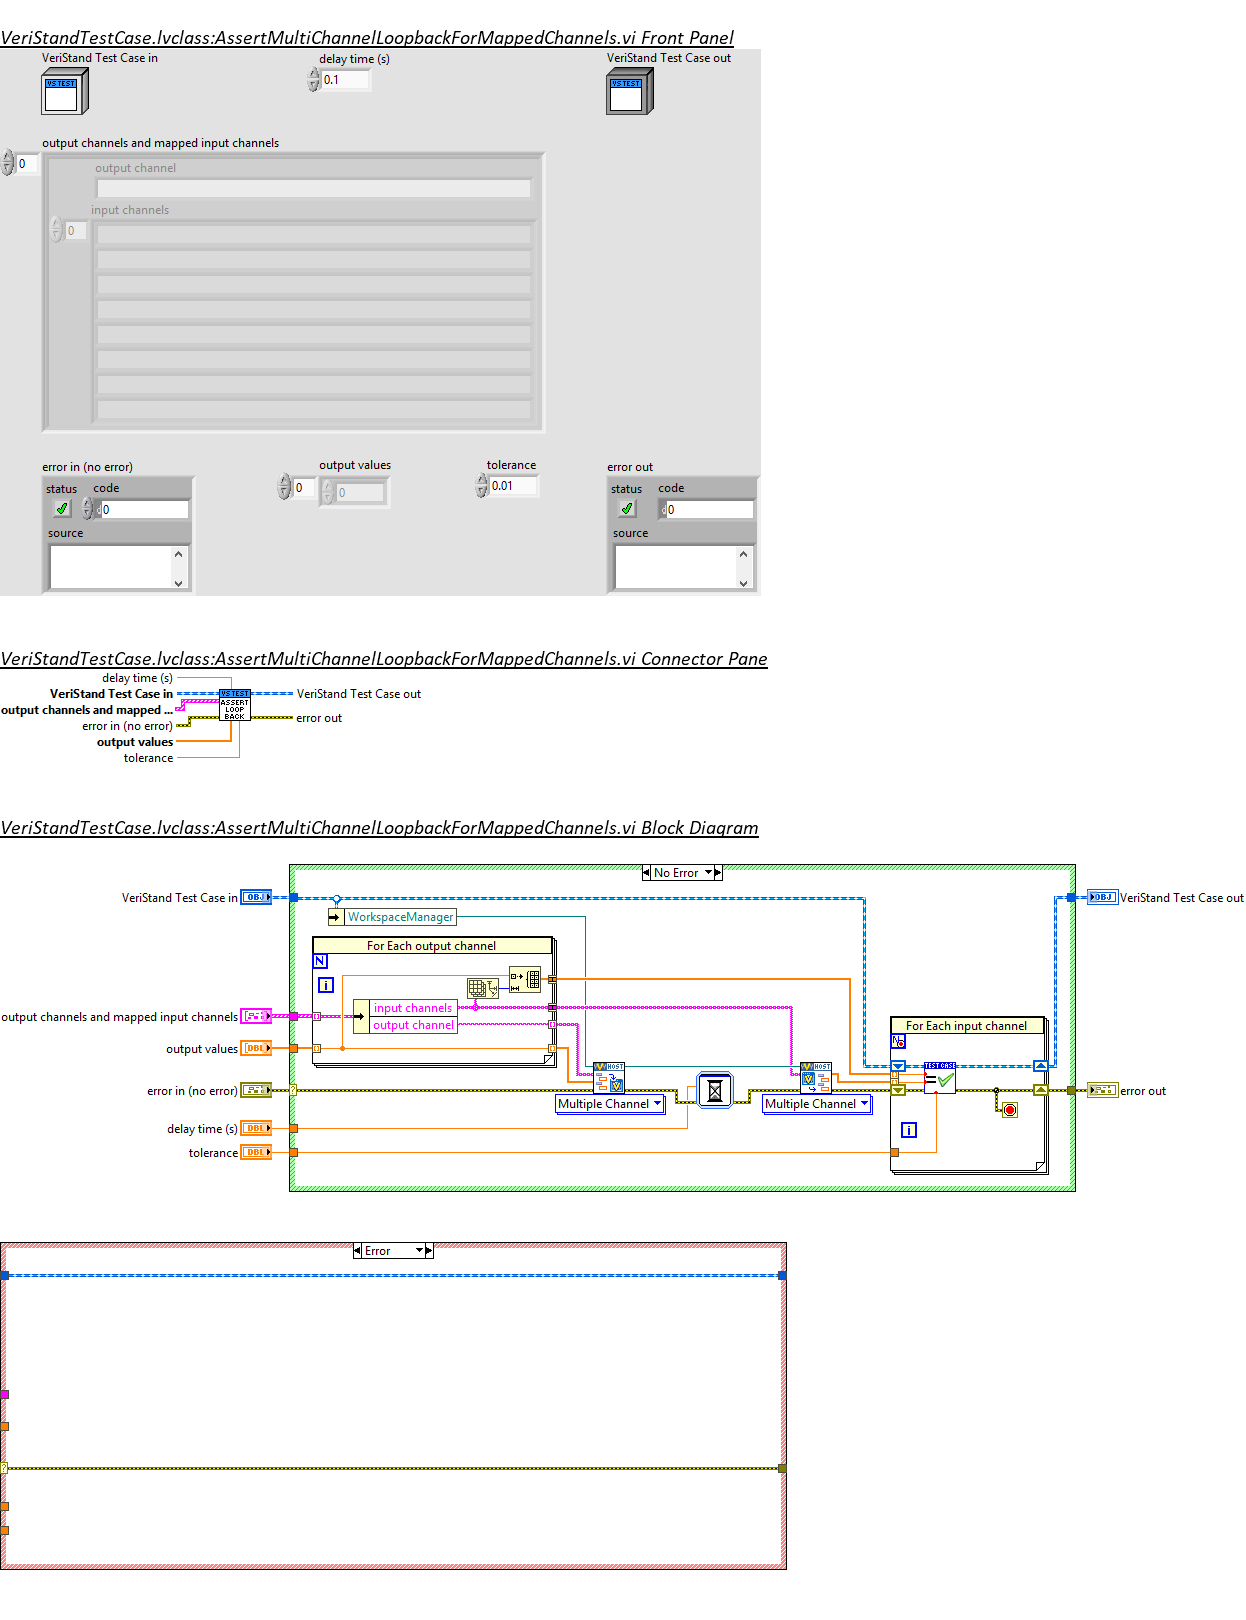 VeriStandTestCase.lvclass:AssertMultiChannelLoopbackForMappedChannels.vi Front Panel
VeriStand Test Case in
delay time (s)
VeriStand Test Case out
VS TEST
0.1
VS TEST
output channels and mapped input channels
0
output channel
input channels
0
error in (no error)
output values
tolerance
error out
status
code
0
0
0.01
status
code
0
0
source
source
VeriStandTestCase.lvclass:AssertMultiChannelLoopbackForMappedChannels.vi Connector Pane
delay time (s)
VeriStand Test Case in
VS TEST
VeriStand Test Case out
output channels and mapped ...
ASSERT
LOOP
BACK
error in (no error)
error out
output values
tolerance
VeriStandTestCase.lvclass:AssertMultiChannelLoopbackForMappedChannels.vi Block Diagram
No Error
VeriStand Test Case in
OBJ
OBJ
VeriStand Test Case out
WorkspaceManager
For Each output channel
N
i
input channels
output channel
output channels and mapped input channels
output values
DBL
For Each input channel
N
HOST
HOST
TEST CASE
error in (no error)
?
error out
Multiple Channel
Multiple Channel
delay time (s)
DBL
i
tolerance
DBL
Error
?